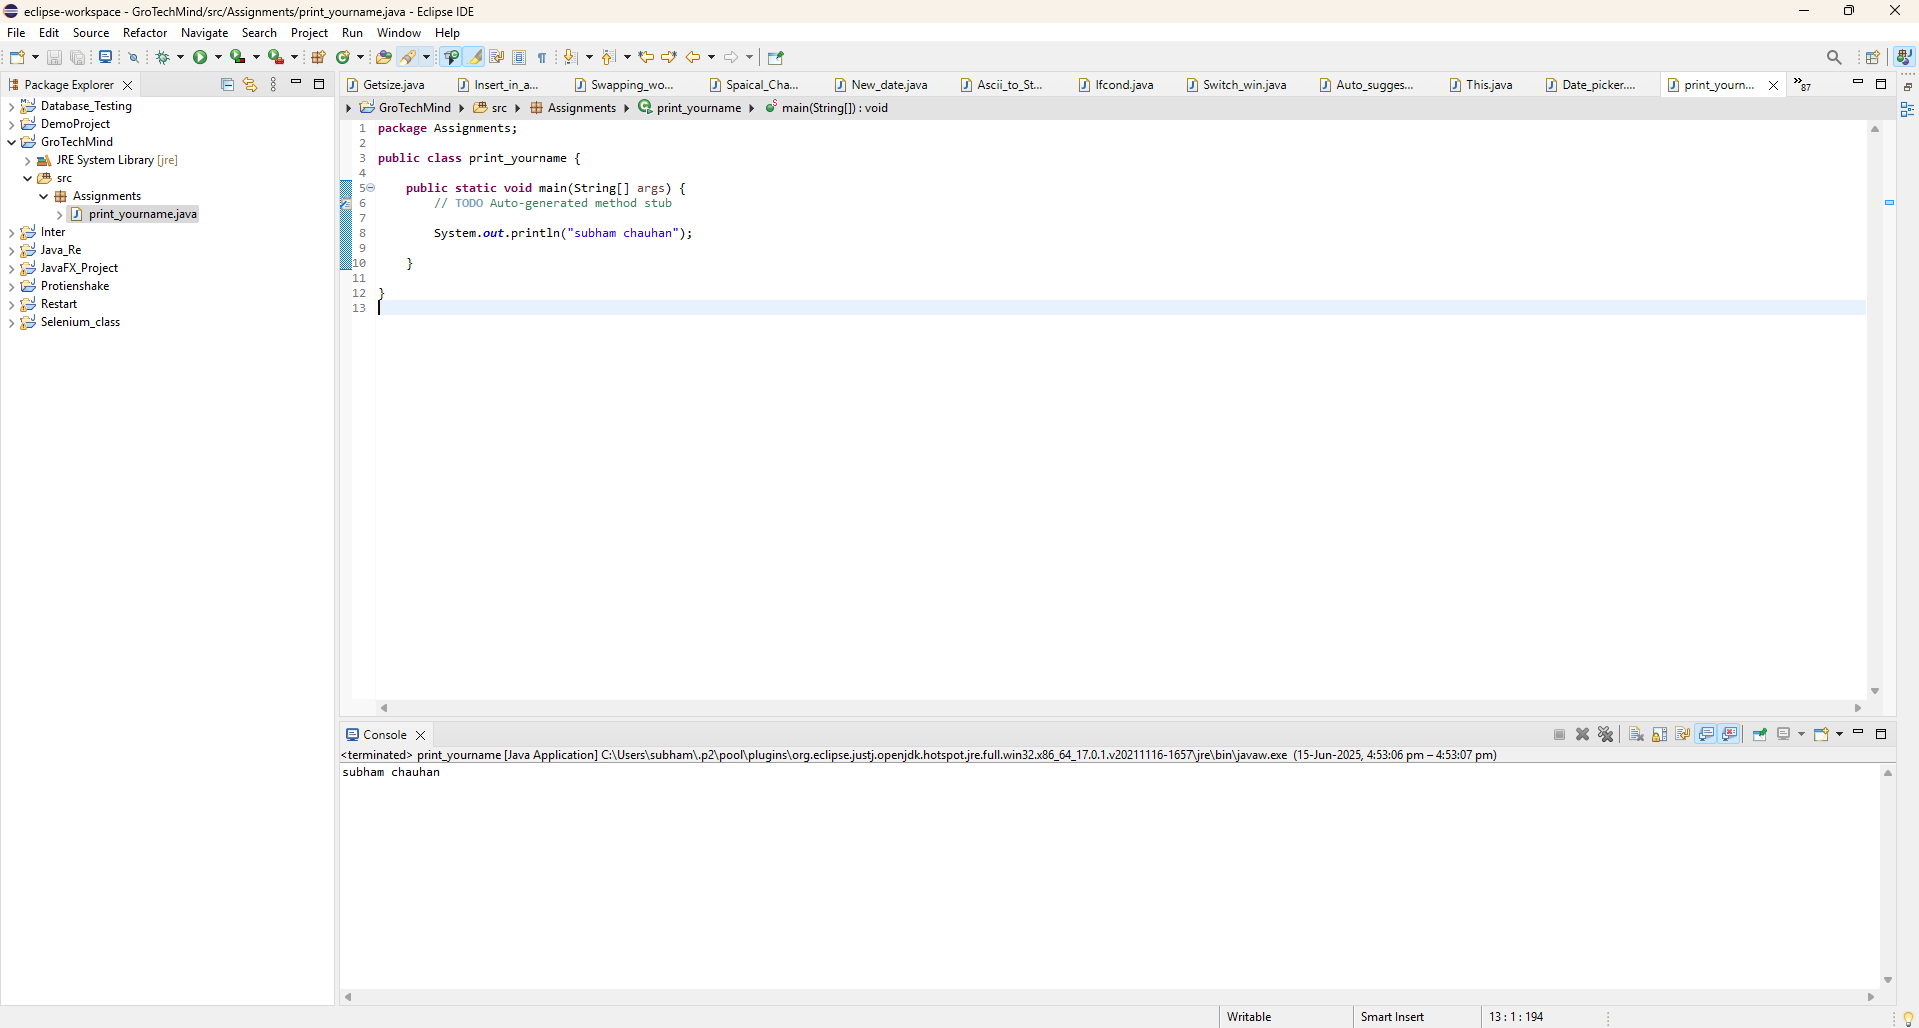 eclipse-workspace - GroTechMind/src/Assignments/print_yourname.java - Eclipse IDE
File Edit Source Refactor Navigate Search Project Run Window Help
Package Explorer
Getsize.java Insert_in_a... Swapping_wo... Spaical_Cha... New_date.java Ascii_to_St... Ifcond.java Switch_win.java Auto_sugges... This.java Date_picker.... print_yourn... »87
GroTechMind src Assignments print_yourname main(String[]) : void
Database_Testing
DemoProject
GroTechMind
JRE System Library [jre]
src
Assignments
print_yourname.java
Inter
Java_Re
JavaFX_Project
Protienshake
Restart
Selenium_class
1 package Assignments;
2
3 public class print_yourname {
4
5 public static void main(String[] args) {
6 // TODO Auto-generated method stub
7
8 System.out.println("subham chauhan");
9
10 }
11
12 }
13
Console
<terminated> print_yourname [Java Application] C:\Users\subham\.p2\pool\plugins\org.eclipse.justj.openjdk.hotspot.jre.full.win32.x86_64_17.0.1.v20211116-1657\jre\bin\javaw.exe (15-Jun-2025, 4:53:06 pm – 4:53:07 pm)
subham chauhan
Writable Smart Insert 13 : 1 : 194